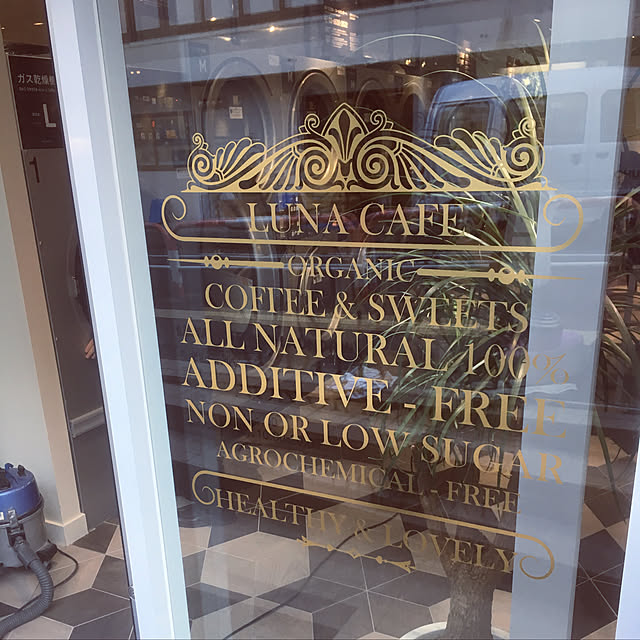 ガス乾燥機
L
1
LUNA CAFE
ORGANIC
COFFEE & SWEETS
ALL NATURAL 100%
ADDITIVE - FREE
NON OR LOW SUGAR
AGROCHEMICAL - FREE
HEALTHY & LOVELY